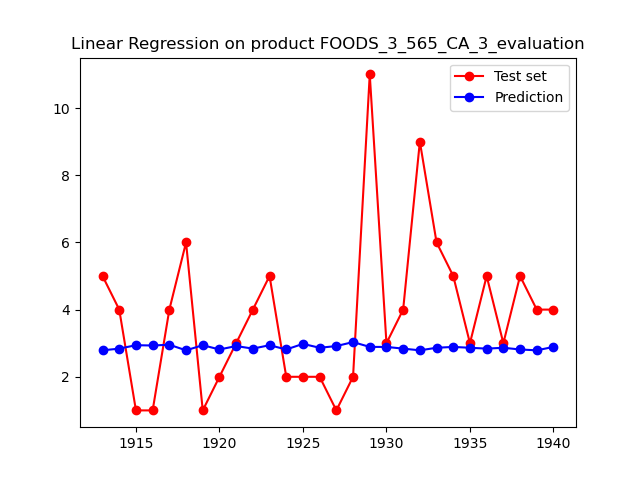 Linear Regression on product FOODS_3_565_CA_3_evaluation
Test set
Prediction
10
8
6
4
2
1915 1920 1925 1930 1935 1940